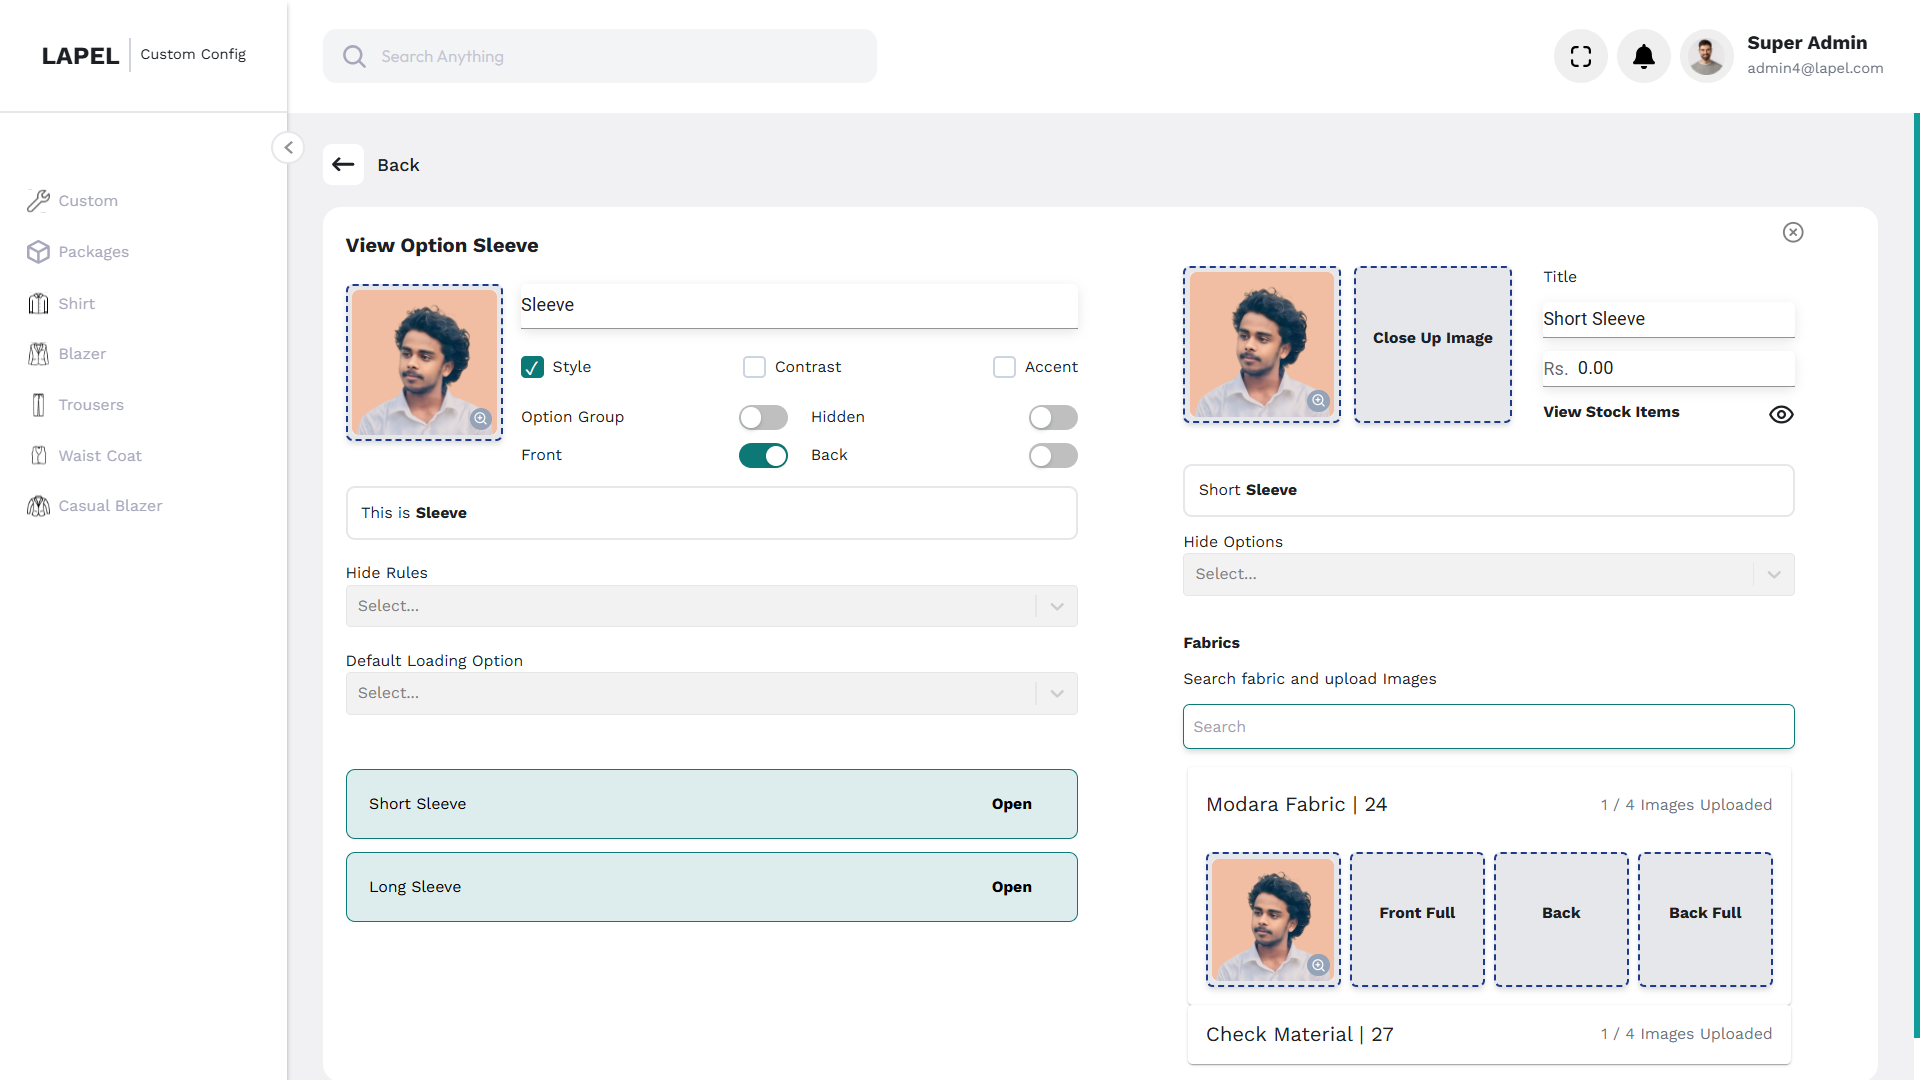 LAPEL
Custom Config
Search Anything
Super Admin
admin4@lapel.com
Custom
Packages
Shirt
Blazer
Trousers
Waist Coat
Casual Blazer
Back
View Option Sleeve
Sleeve
Style
Contrast
Accent
Option Group
Hidden
Front
Back
This is Sleeve
Hide Rules
Select...
Default Loading Option
Select...
Short Sleeve
Open
Long Sleeve
Open
Close Up Image
Title
Short Sleeve
Rs. 0.00
View Stock Items
Short Sleeve
Hide Options
Select...
Fabrics
Search fabric and upload Images
Search
Modara Fabric | 24
1 / 4 Images Uploaded
Front Full
Back
Back Full
Check Material | 27
1 / 4 Images Uploaded